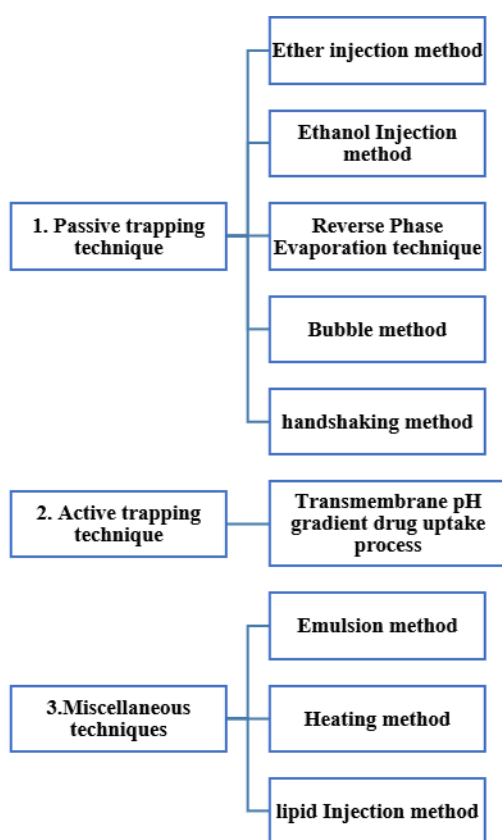 1. Passive trapping
technique
Ether injection method
Ethanol Injection
method
Reverse Phase
Evaporation technique
Bubble method
handshaking method
2. Active trapping
technique
Transmembrane pH
gradient drug uptake
process
3.Miscellaneous
techniques
Emulsion method
Heating method
lipid Injection method